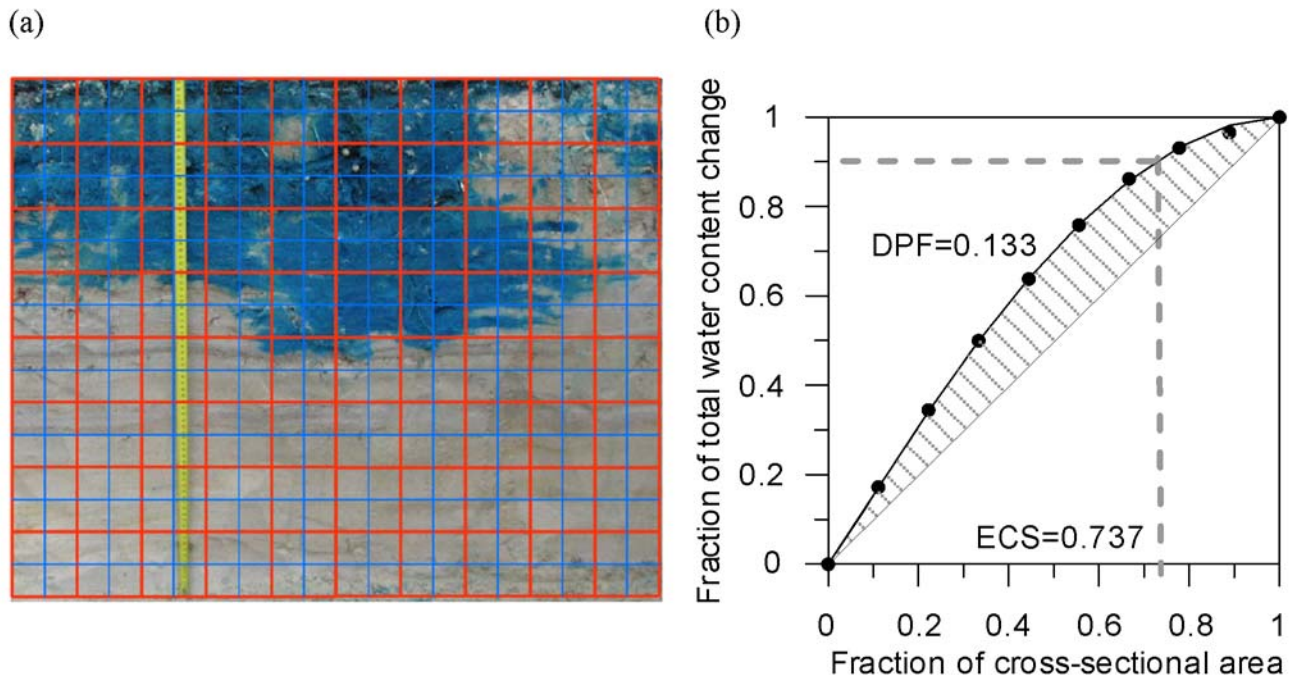 (a)
(b)
Fraction of total water content change
1
0.8
0.6
0.4
0.2
0
DPF=0.133
ECS=0.737
0 0.2 0.4 0.6 0.8 1
Fraction of cross-sectional area